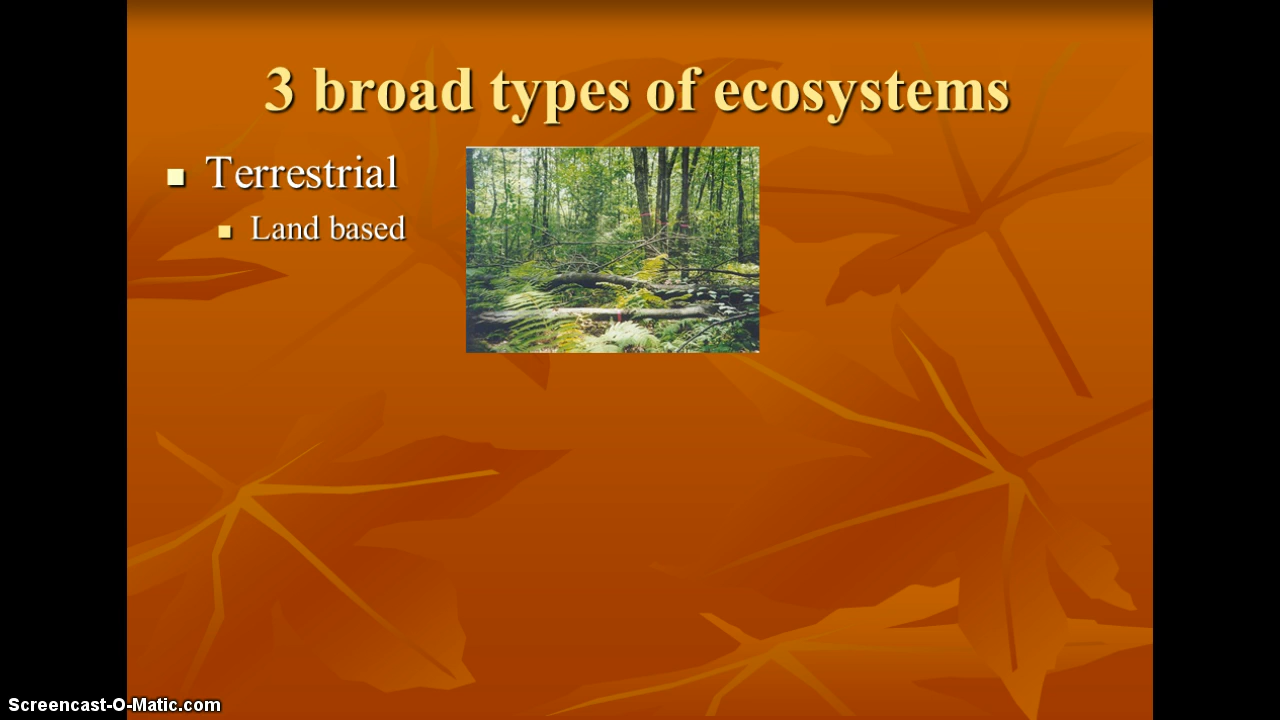 3 broad types of ecosystems
Terrestrial
Land based
Screencast-O-Matic.com